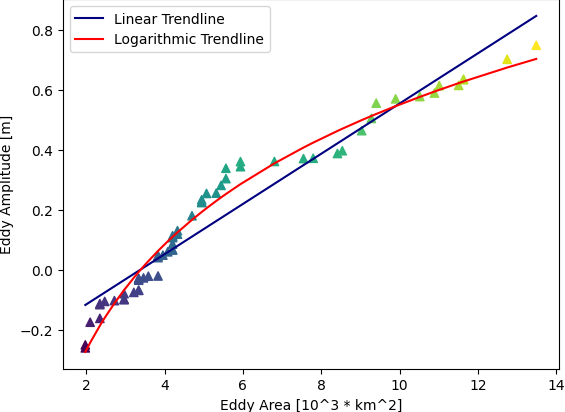 Linear Trendline
Logarithmic Trendline
0.8
0.6
0.4
0.2
0.0
−0.2
Eddy Amplitude [m]
2 4 6 8 10 12 14
Eddy Area [10^3 * km^2]